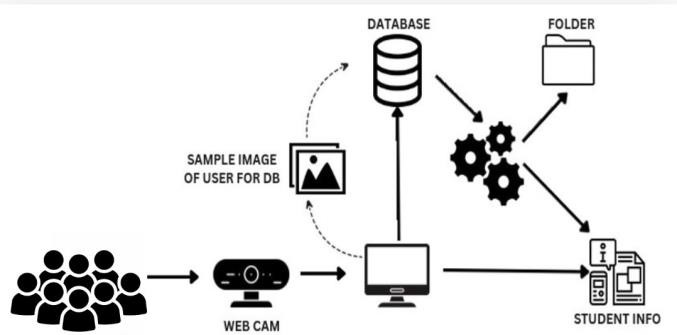 DATABASE
FOLDER
SAMPLE IMAGE
OF USER FOR DB
WEB CAM
STUDENT INFO